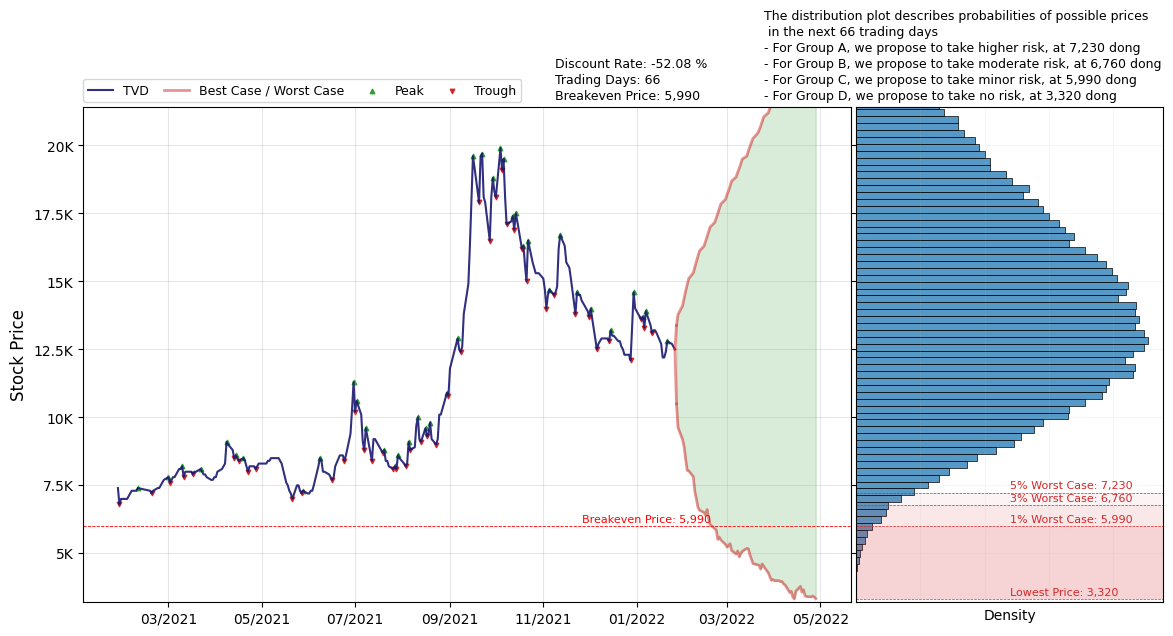 The distribution plot describes probabilities of possible prices
in the next 66 trading days
- For Group A, we propose to take higher risk, at 7,230 dong
- For Group B, we propose to take moderate risk, at 6,760 dong
- For Group C, we propose to take minor risk, at 5,990 dong
- For Group D, we propose to take no risk, at 3,320 dong
Discount Rate: -52.08 %
Trading Days: 66
Breakeven Price: 5,990
TVD
Best Case / Worst Case
Peak
Trough
Stock Price
20K
17.5K
15K
12.5K
10K
7.5K
5K
Breakeven Price: 5,990
03/2021
05/2021
07/2021
09/2021
11/2021
01/2022
03/2022
05/2022
5% Worst Case: 7,230
3% Worst Case: 6,760
1% Worst Case: 5,990
Lowest Price: 3,320
Density